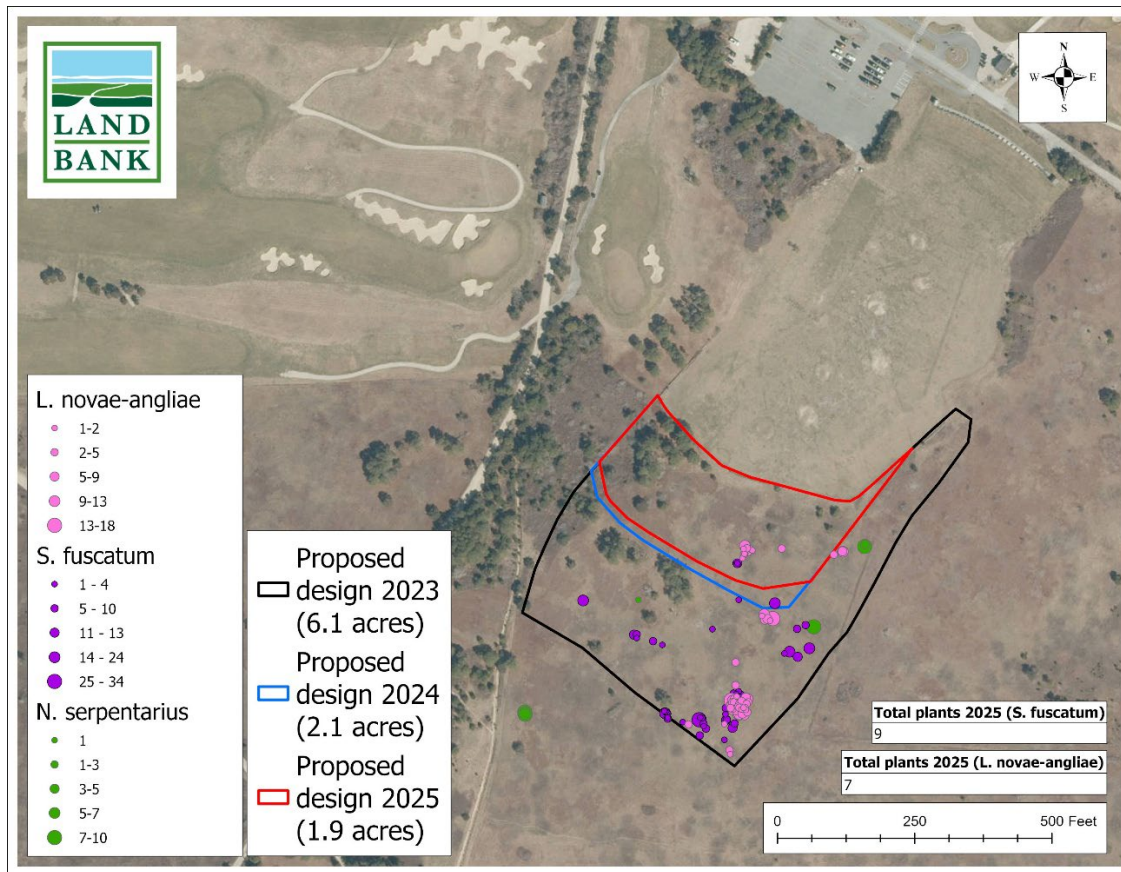 LAND
BANK
N
W E
S
L. novae-angliae
1-2
2-5
5-9
9-13
13-18
S. fuscatum
1 - 4
5 - 10
11 - 13
14 - 24
25 - 34
N. serpentarius
1
1-3
3-5
5-7
7-10
Proposed
design 2023
(6.1 acres)
Proposed
design 2024
(2.1 acres)
Proposed
design 2025
(1.9 acres)
Total plants 2025 (S. fuscatum)
9
Total plants 2025 (L. novae-angliae)
7
0 250 500 Feet